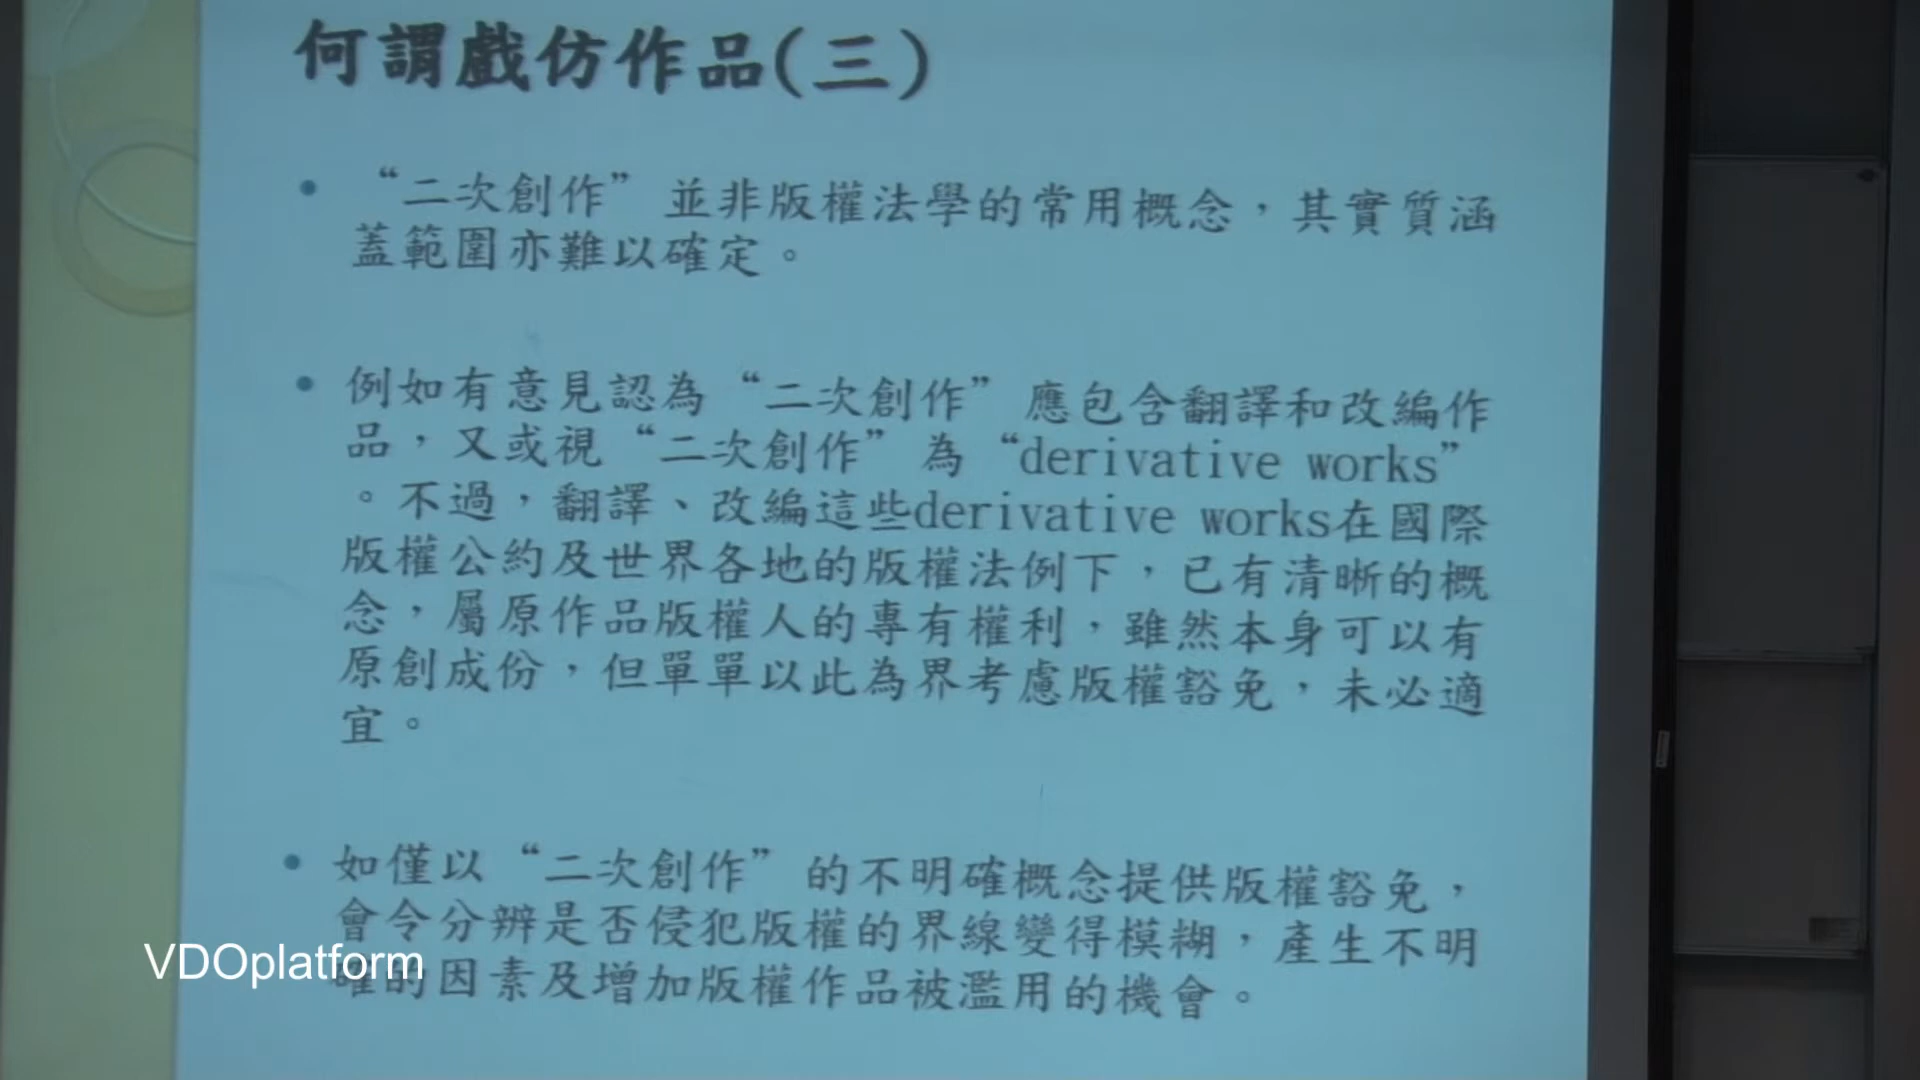 何謂戲仿作品(三)
• “二次創作” 並非版權法學的常用概念，其實質涵
蓋範圍亦難以確定。
• 例如有意見認為“二次創作” 應包含翻譯和改編作
品，又或視“二次創作” 為 “derivative works”
。不過，翻譯、改編這些derivative works在國際
版權公約及世界各地的版權法例下，已有清晰的概
念，屬原作品版權人的專有權利，雖然本身可以有
原創成份，但單單以此為界考慮版權豁免，未必適
宜。
• 如僅以 “二次創作” 的不明確概念提供版權豁免，
會令分辨是否侵犯版權的界線變得模糊，產生不明
確的因素及增加版權作品被濫用的機會。
VDOplatform